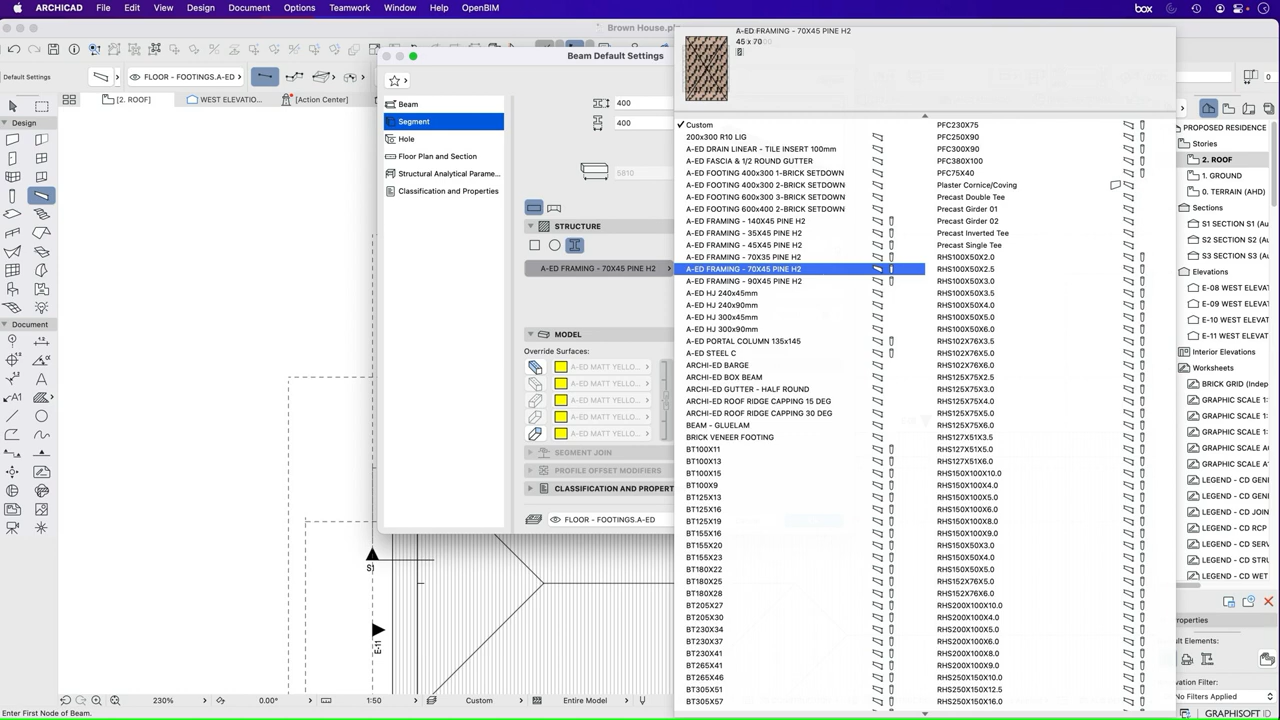 ARCHICAD File Edit View Design Document Options Teamwork Window Help OpenBIM
box
Brown House.pln
Default Settings
FLOOR - FOOTINGS.A-ED
[2. ROOF]
WEST ELEVATIO...
[Action Center]
Beam Default Settings
Beam
Segment
Hole
Floor Plan and Section
Structural Analytical Parame...
Classification and Properties
400
400
5810
STRUCTURE
A-ED FRAMING - 70X45 PINE H2
MODEL
Override Surfaces:
A-ED MATT YELLO...
A-ED MATT YELLO...
A-ED MATT YELLO...
A-ED MATT YELLO...
A-ED MATT YELLO...
SEGMENT JOIN
PROFILE OFFSET MODIFIERS
CLASSIFICATION AND PROPERT
FLOOR - FOOTINGS.A-ED
A-ED FRAMING - 70X45 PINE H2
45 x 70
Custom
200x300 R10 LIG
A-ED DRAIN LINEAR - TILE INSERT 100mm
A-ED FASCIA & 1/2 ROUND GUTTER
A-ED FOOTING 400x300 1-BRICK SETDOWN
A-ED FOOTING 400x300 2-BRICK SETDOWN
A-ED FOOTING 600x300 3-BRICK SETDOWN
A-ED FOOTING 600x400 2-BRICK SETDOWN
A-ED FRAMING - 140X45 PINE H2
A-ED FRAMING - 35X45 PINE H2
A-ED FRAMING - 45X45 PINE H2
A-ED FRAMING - 70X35 PINE H2
A-ED FRAMING - 70X45 PINE H2
A-ED FRAMING - 90X45 PINE H2
A-ED HJ 240x45mm
A-ED HJ 240x90mm
A-ED HJ 300x45mm
A-ED HJ 300x90mm
A-ED PORTAL COLUMN 135x145
A-ED STEEL C
ARCHI-ED BARGE
ARCHI-ED BOX BEAM
ARCHI-ED GUTTER - HALF ROUND
ARCHI-ED ROOF RIDGE CAPPING 15 DEG
ARCHI-ED ROOF RIDGE CAPPING 30 DEG
BEAM - GLUELAM
BRICK VENEER FOOTING
BT100X11
BT100X13
BT100X15
BT100X9
BT125X13
BT125X16
BT125X19
BT155X16
BT155X20
BT155X23
BT180X22
BT180X25
BT180X28
BT205X27
BT205X30
BT230X34
BT230X37
BT230X41
BT265X41
BT265X46
BT305X51
BT305X57
PFC230X75
PFC250X90
PFC300X90
PFC380X100
PFC75X40
Plaster Cornice/Coving
Precast Double Tee
Precast Girder 01
Precast Girder 02
Precast Inverted Tee
Precast Single Tee
RHS100X50X2.0
RHS100X50X2.5
RHS100X50X3.0
RHS100X50X3.5
RHS100X50X4.0
RHS100X50X5.0
RHS100X50X6.0
RHS102X76X3.5
RHS102X76X5.0
RHS102X76X6.0
RHS125X75X2.5
RHS125X75X3.0
RHS125X75X4.0
RHS125X75X5.0
RHS125X75X6.0
RHS127X51X3.5
RHS127X51X5.0
RHS127X51X6.0
RHS150X100X10.0
RHS150X100X4.0
RHS150X100X5.0
RHS150X100X6.0
RHS150X100X8.0
RHS150X100X9.0
RHS150X50X3.0
RHS150X50X4.0
RHS150X50X5.0
RHS152X76X5.0
RHS152X76X6.0
RHS200X100X10.0
RHS200X100X4.0
RHS200X100X5.0
RHS200X100X6.0
RHS200X100X8.0
RHS200X100X9.0
RHS250X150X10.0
RHS250X150X12.5
RHS250X150X16.0
PROPOSED RESIDENCE
Stories
2. ROOF
1. GROUND
0. TERRAIN (AHD)
Sections
S1 SECTION S1 (Au
S2 SECTION S2 (A
S3 SECTION S3 (Au
Elevations
E-08 WEST ELEVAT
E-09 WEST ELEVAT
E-10 WEST ELEVAT
E-11 WEST ELEVAT
Interior Elevations
Worksheets
BRICK GRID (Indep
GRAPHIC SCALE 1:
GRAPHIC SCALE 1:
GRAPHIC SCALE 1:
GRAPHIC SCALE A
GRAPHIC SCALE A1
LEGEND - CD GENI
LEGEND - CD GENI
LEGEND - CD JOIN
LEGEND - CD RCP
LEGEND - CD SERV
LEGEND - CD STRU
LEGEND - CD WET
Properties
ult Elements:
vation Filter:
No Filters Applied
GRAPHISOFT ID
Design
Document
S1
E-11
230%
0.00°
1:50
Custom
Entire Model
Enter First Node of Beam.
0